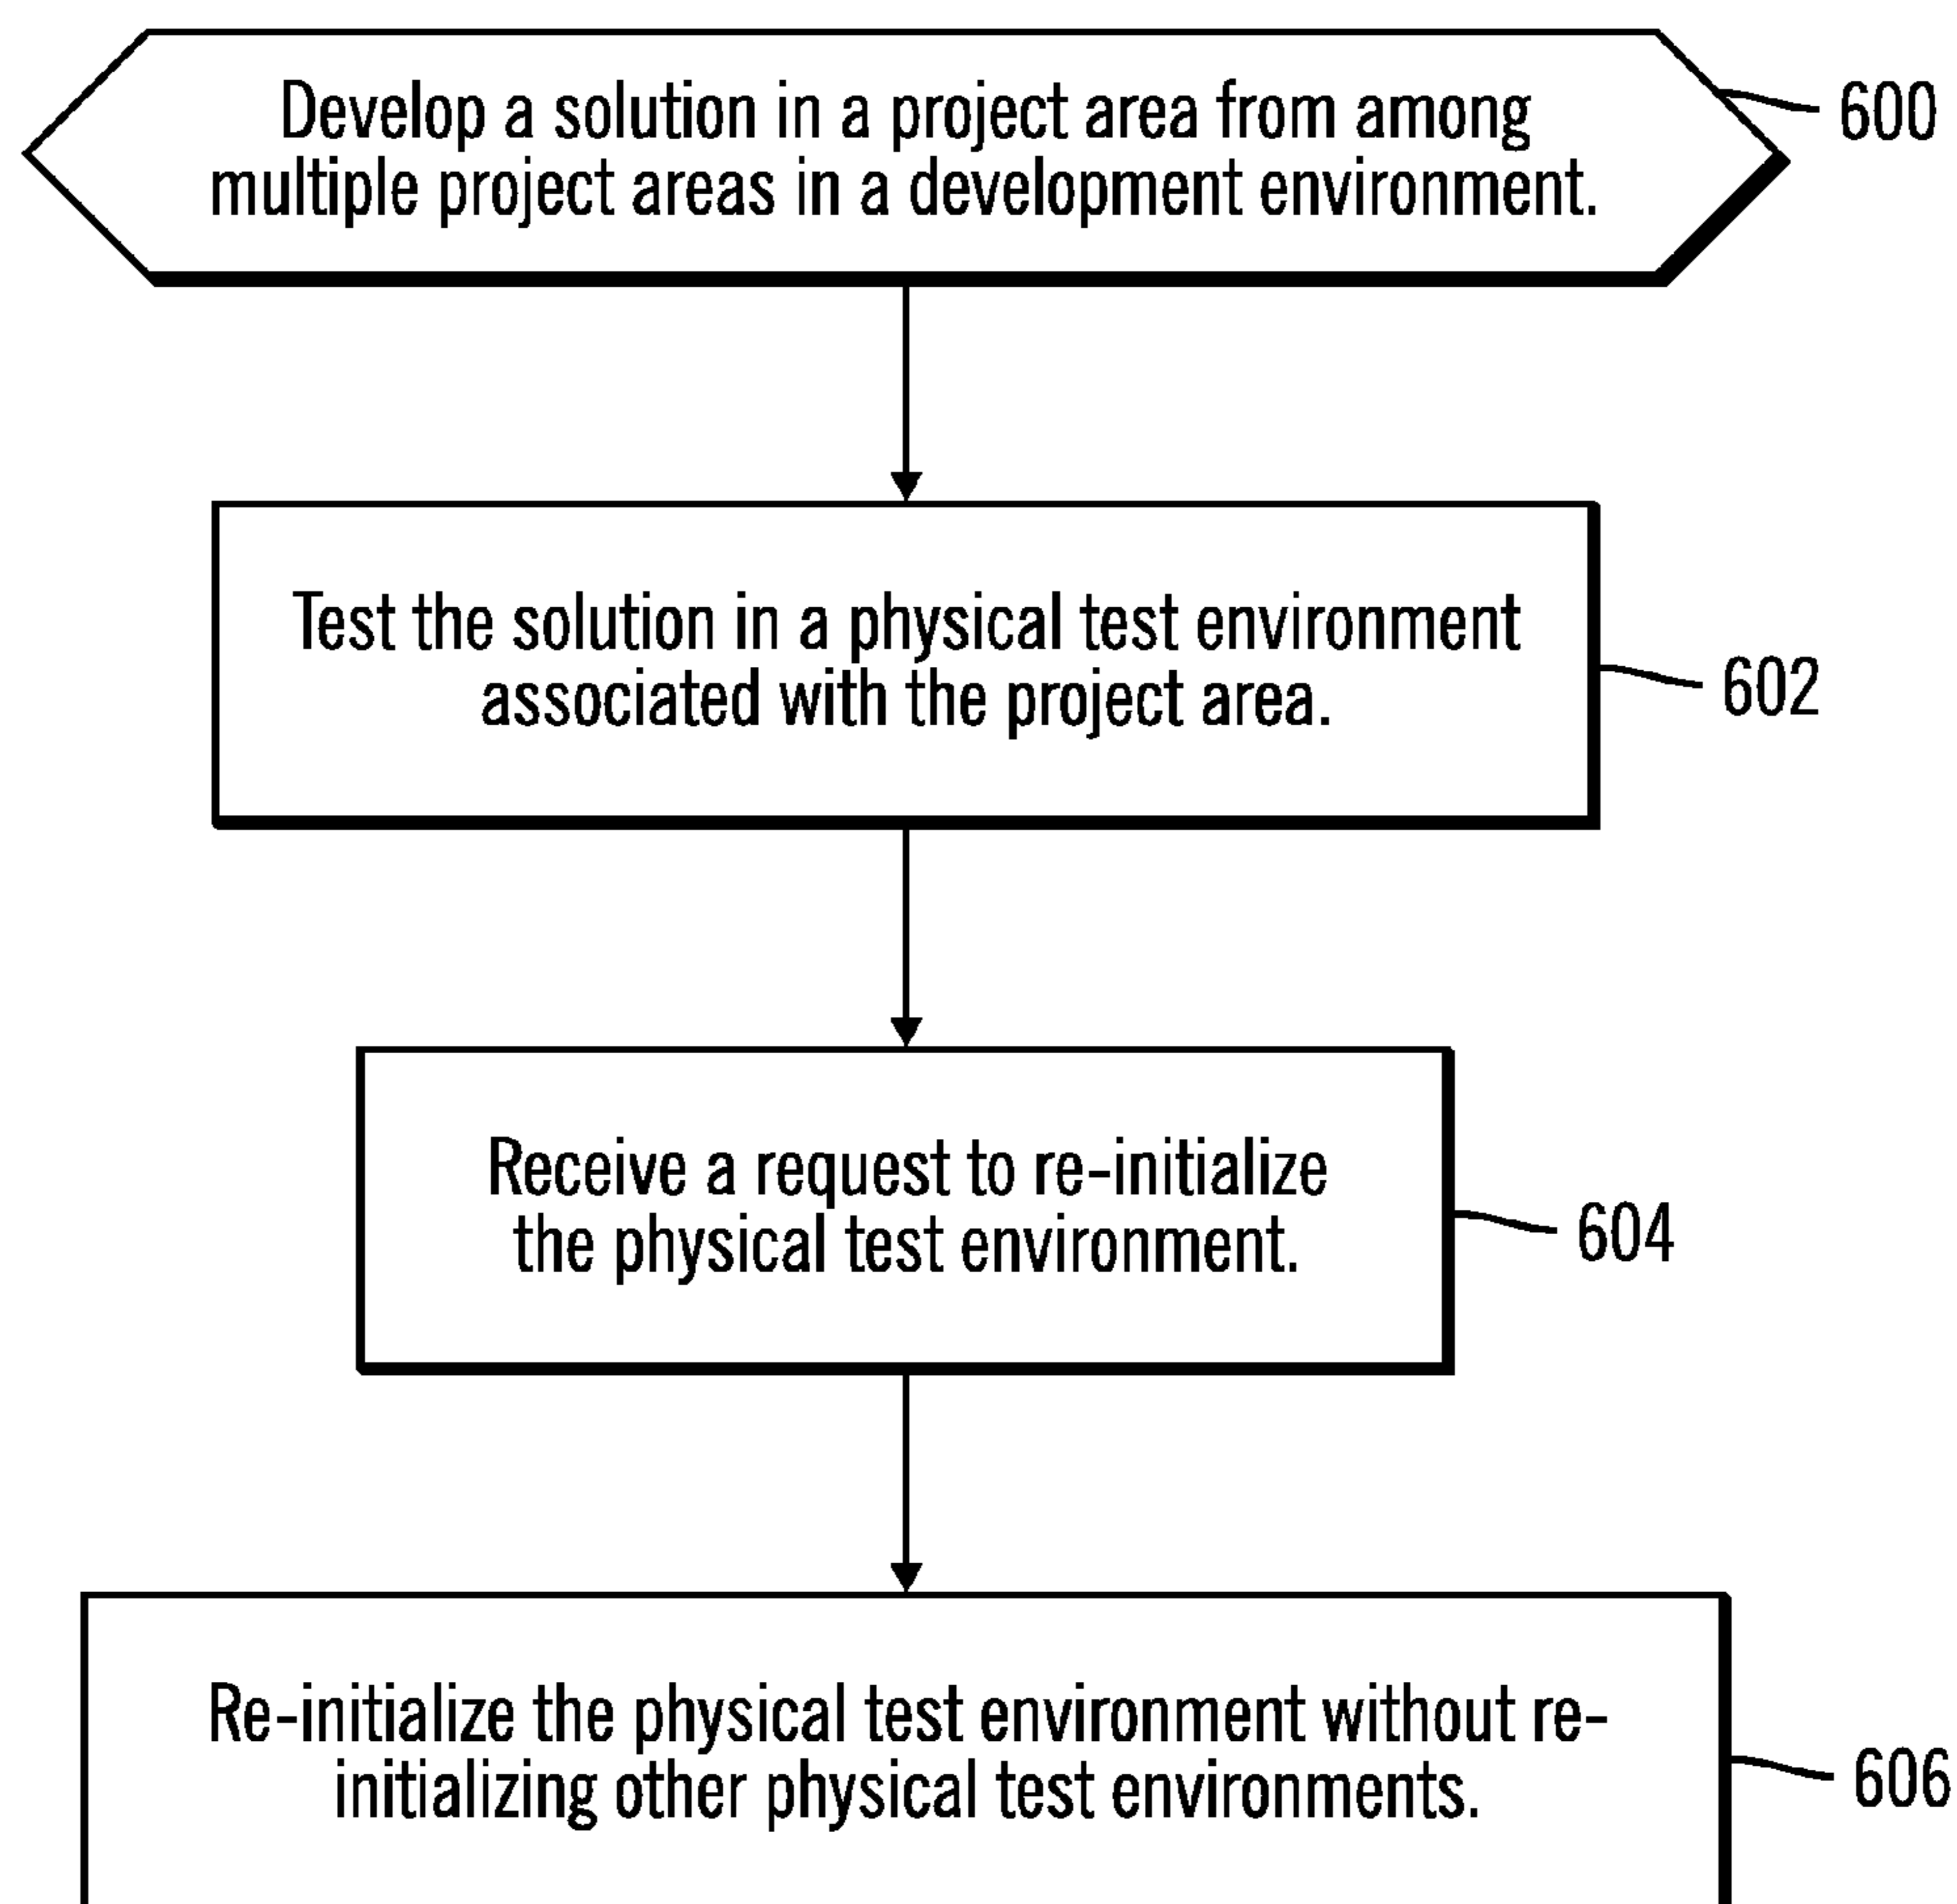 Develop a solution in a project area from among
multiple project areas in a development environment.
600
Test the solution in a physical test environment
associated with the project area.
602
Receive a request to re-initialize
the physical test environment.
604
Re-initialize the physical test environment without re-
initializing other physical test environments.
606